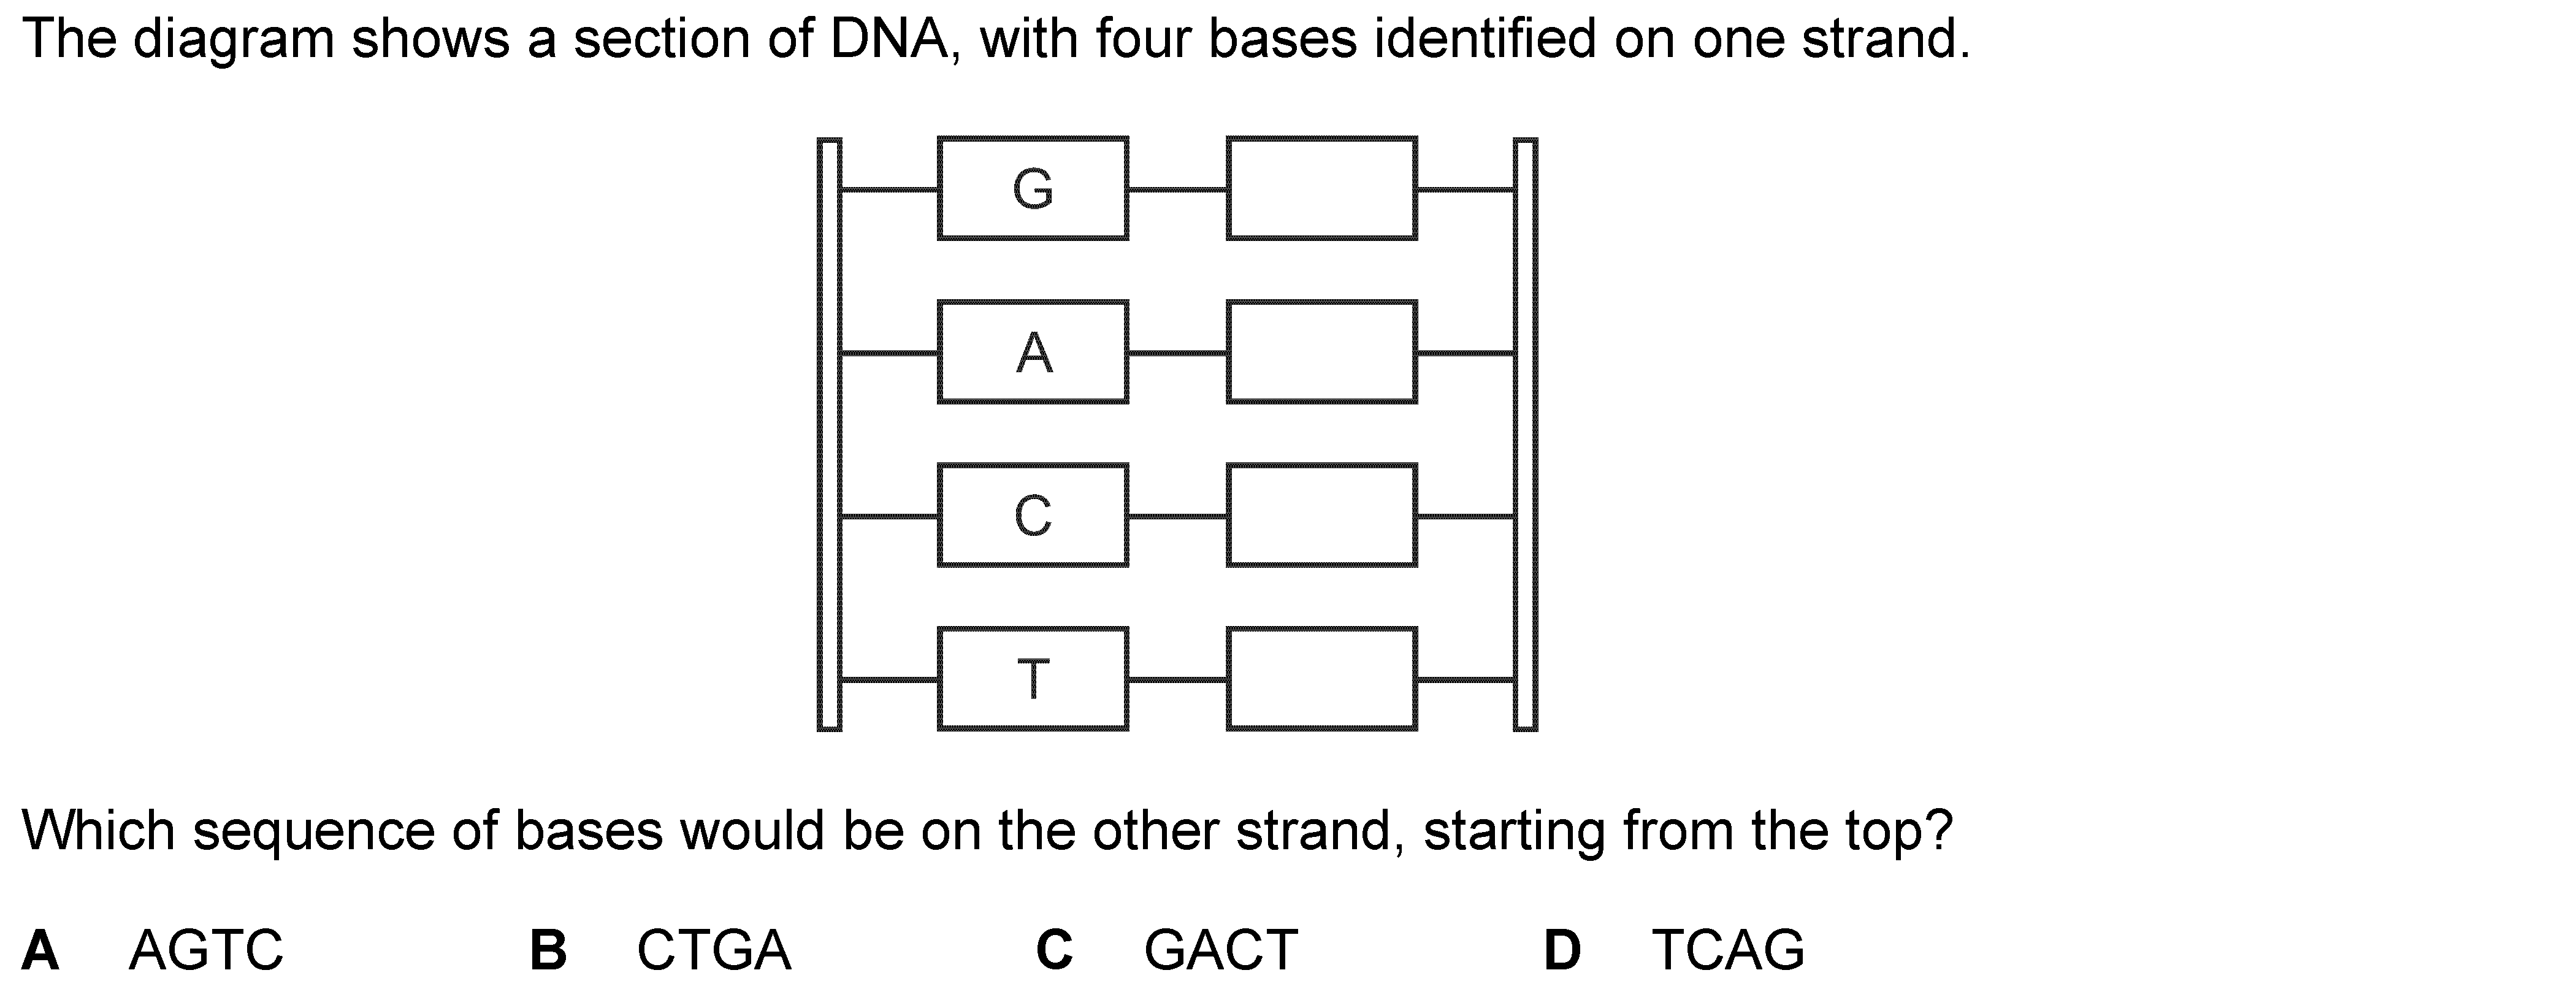 The diagram shows a section of DNA, with four bases identified on one strand.
G
A
C
T
Which sequence of bases would be on the other strand, starting from the top?
A AGTC B CTGA C GACT D TCAG